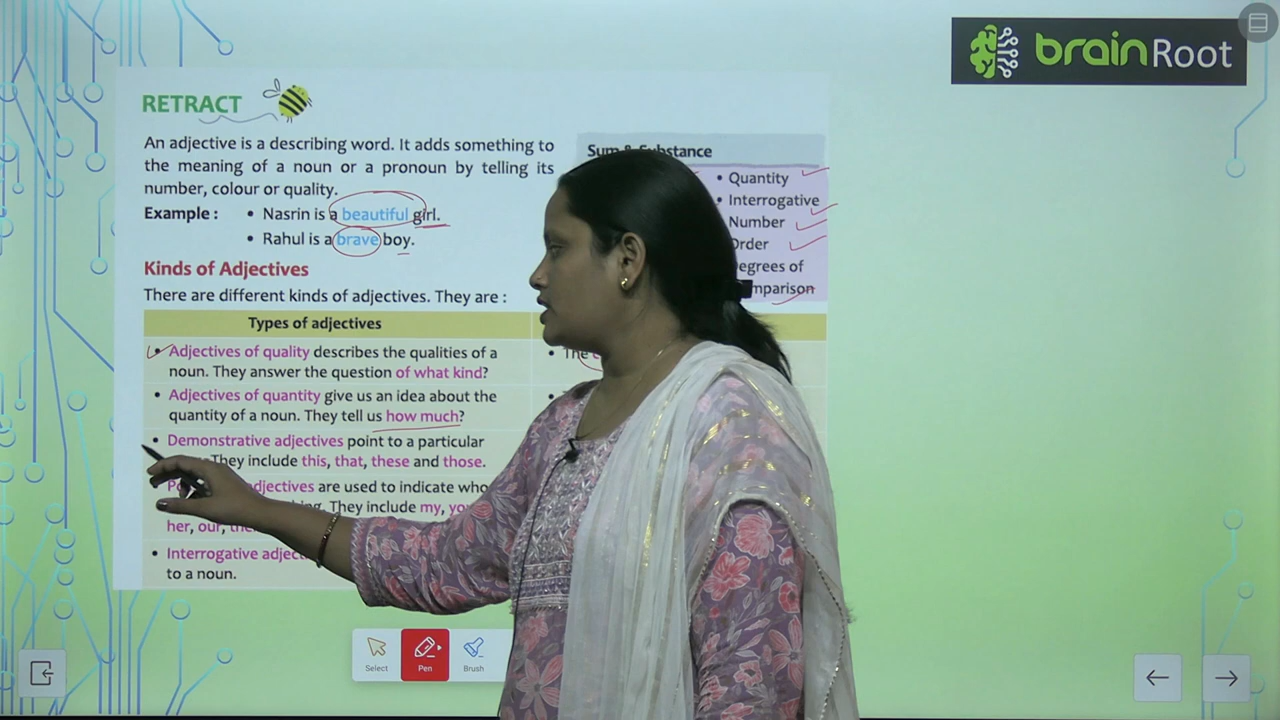 brainRoot
RETRACT
An adjective is a describing word. It adds something to
the meaning of a noun or a pronoun by telling its
number, colour or quality.
Example : • Nasrin is a beautiful girl.
• Rahul is a brave boy.
Sum & Substance
• Quantity
• Interrogative
Number
Order
Degrees of
Kinds of Adjectives
There are different kinds of adjectives. They are :
Types of adjectives
• Adjectives of quality describes the qualities of a
noun. They answer the question of what kind?
• The
• Adjectives of quantity give us an idea about the
quantity of a noun. They tell us how much?
• Demonstrative adjectives point to a particular
They include this, that, these and those.
are used to indicate
They include my,
her, our,
• Interrogative
to a noun.
Select
Pen
Brush